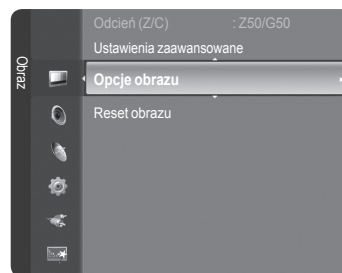 Obraz
Odcień (Z/C) : Z50/G50
Ustawienia zaawansowane
Opcje obrazu
Reset obrazu